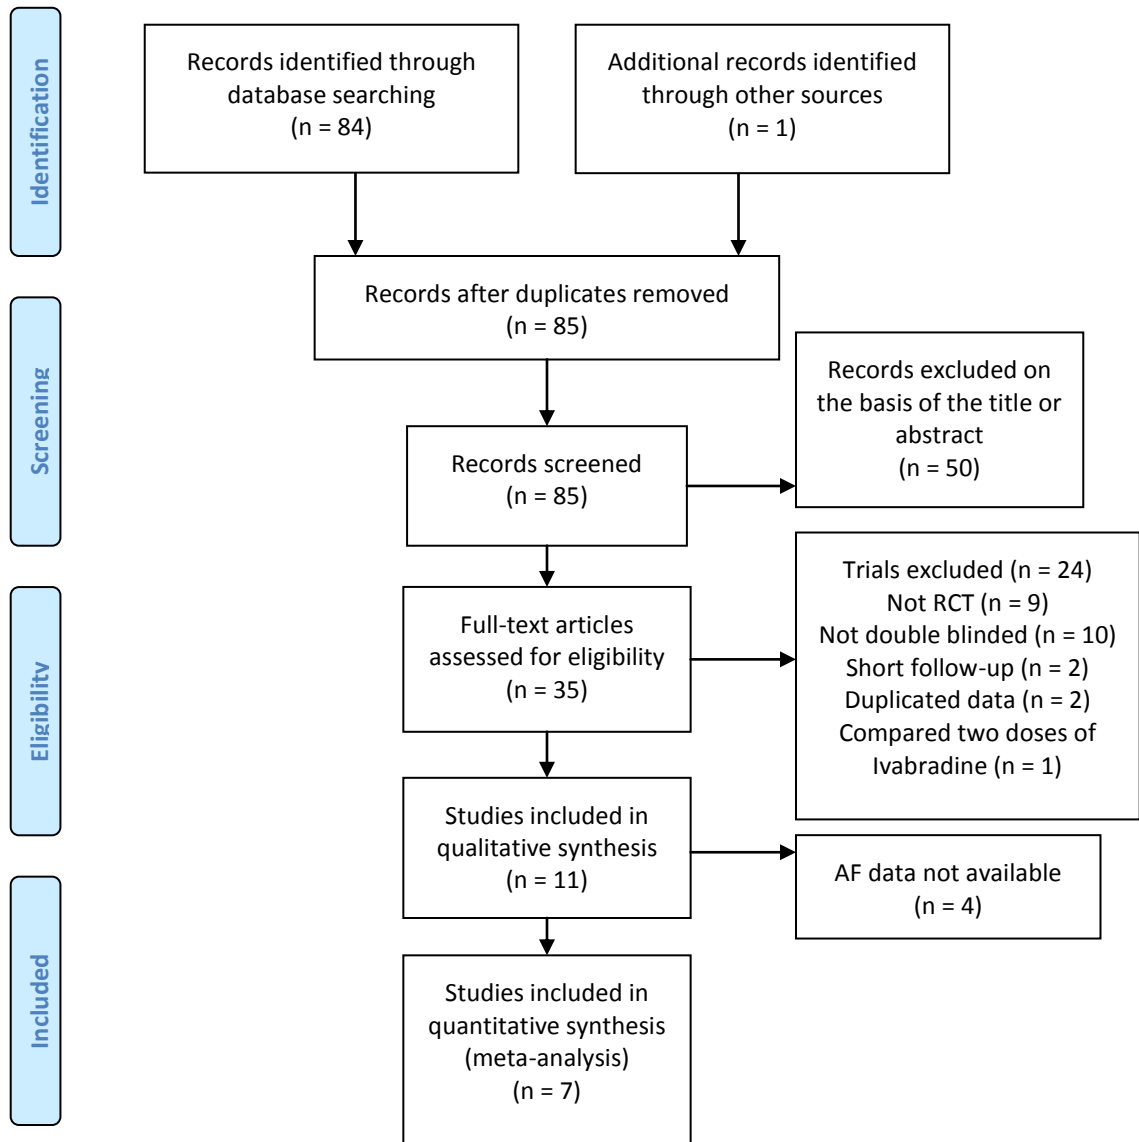 Identification
Records identified through
database searching
(n = 84)
Additional records identified
through other sources
(n = 1)
Records after duplicates removed
(n = 85)
Screening
Records screened
(n = 85)
Records excluded on
the basis of the title or
abstract
(n = 50)
Eligibility
Full-text articles
assessed for eligibility
(n = 35)
Trials excluded (n = 24)
Not RCT (n = 9)
Not double blinded (n = 10)
Short follow-up (n = 2)
Duplicated data (n = 2)
Compared two doses of
Ivabradine (n = 1)
Studies included in
qualitative synthesis
(n = 11)
AF data not available
(n = 4)
Included
Studies included in
quantitative synthesis
(meta-analysis)
(n = 7)